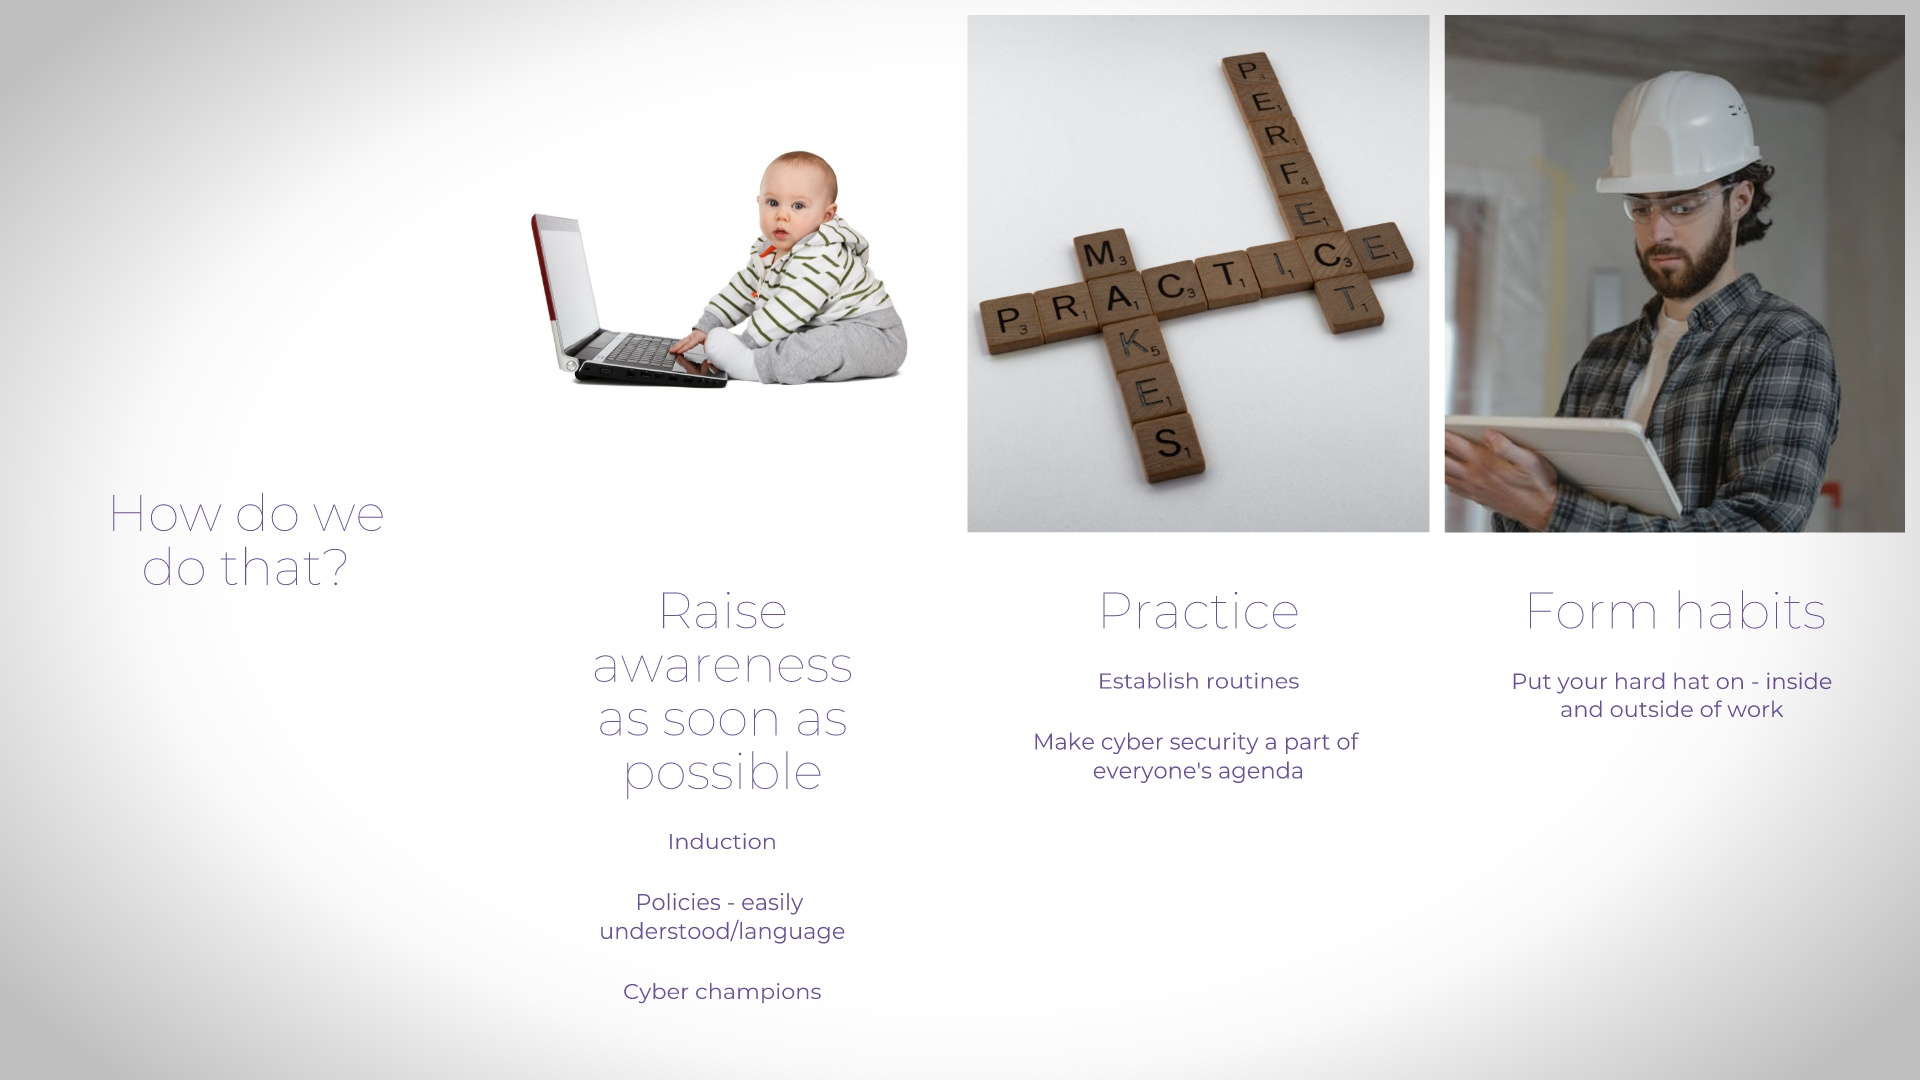 How do we
do that?
P
E
R
F
E
C
T
M
A
K
E
S
PRACTICE
Raise
awareness
as soon as
possible
Induction
Policies - easily
understood/language
Cyber champions
Practice
Establish routines
Make cyber security a part of
everyone's agenda
Form habits
Put your hard hat on - inside
and outside of work